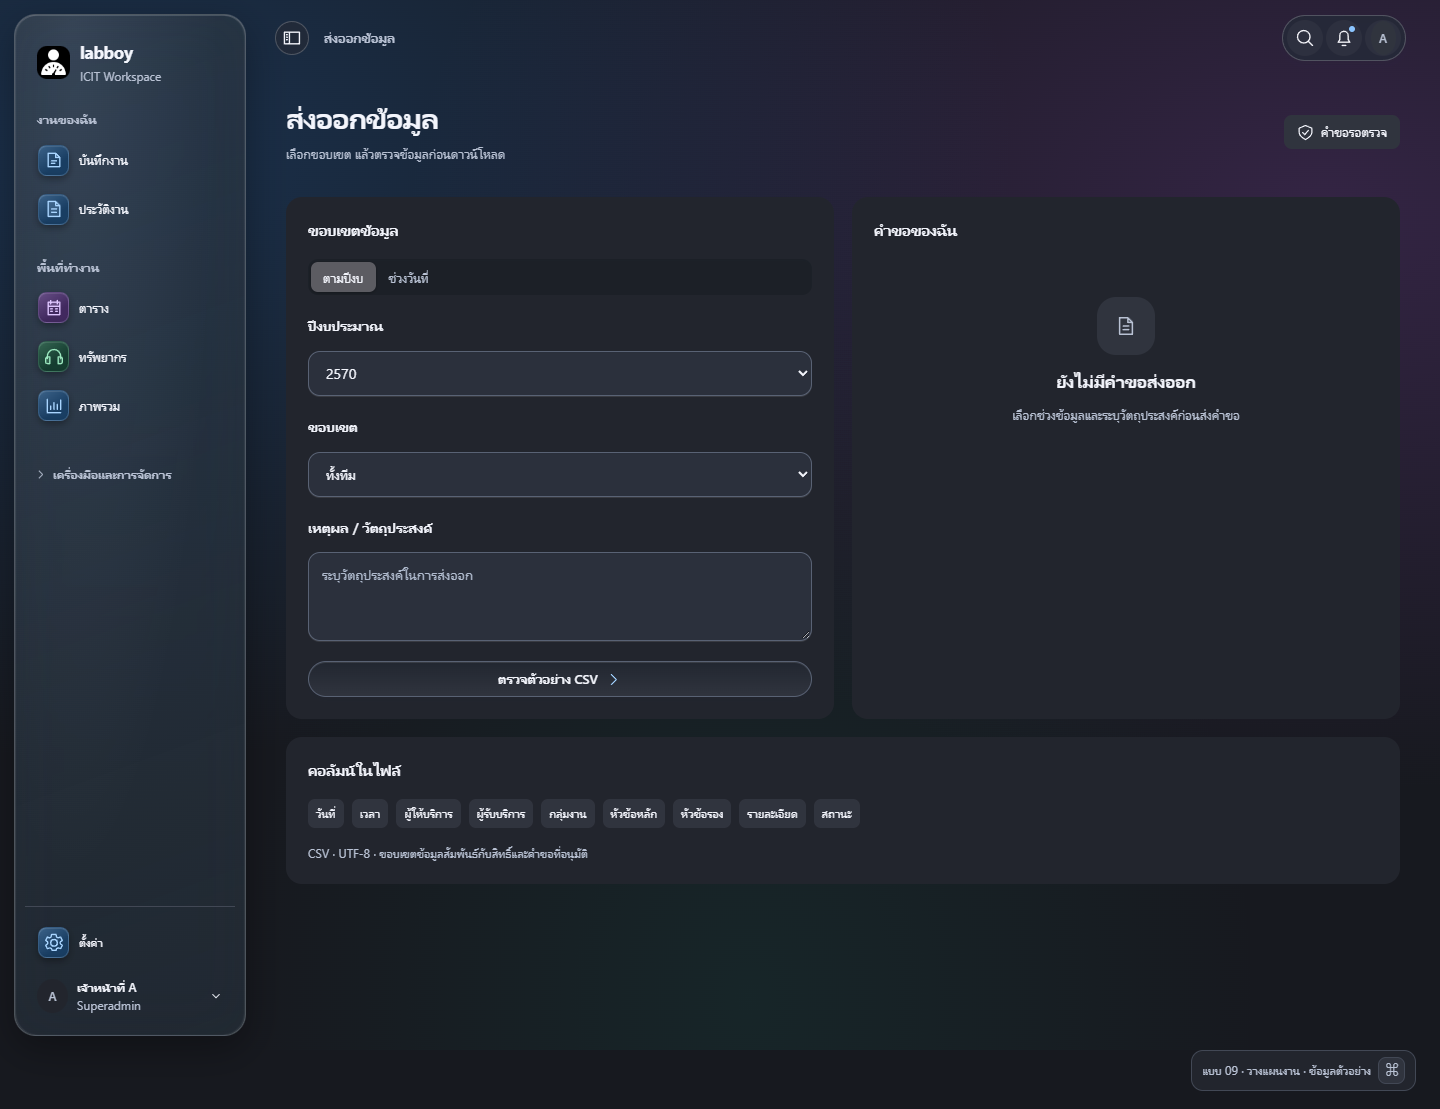 labboy
ICIT Workspace
งานของฉัน
บันทึกงาน
ประวัติงาน
พื้นที่ทำงาน
ตาราง
ทรัพยากร
ภาพรวม
เครื่องมือและการจัดการ
ตั้งค่า
A
เจ้าหน้าที่ A
Superadmin
ส่งออกข้อมูล
A
ส่งออกข้อมูล
เลือกขอบเขต แล้วตรวจข้อมูลก่อนดาวน์โหลด
คำขอรอตรวจ
ขอบเขตข้อมูล
ตามปีงบ ช่วงวันที่
ปีงบประมาณ
2570
ขอบเขต
ทั้งทีม
เหตุผล / วัตถุประสงค์
ระบุวัตถุประสงค์ในการส่งออก
ตรวจตัวอย่าง CSV
คำขอของฉัน
ยังไม่มีคำขอส่งออก
เลือกช่วงข้อมูลและระบุวัตถุประสงค์ก่อนส่งคำขอ
คอลัมน์ในไฟล์
วันที่ เวลา ผู้ให้บริการ ผู้รับบริการ กลุ่มงาน หัวข้อหลัก หัวข้อรอง รายละเอียด สถานะ
CSV · UTF-8 · ขอบเขตข้อมูลสัมพันธ์กับสิทธิ์และคำขอที่อนุมัติ
แบบ 09 · วางแผนงาน · ข้อมูลตัวอย่าง ⌘